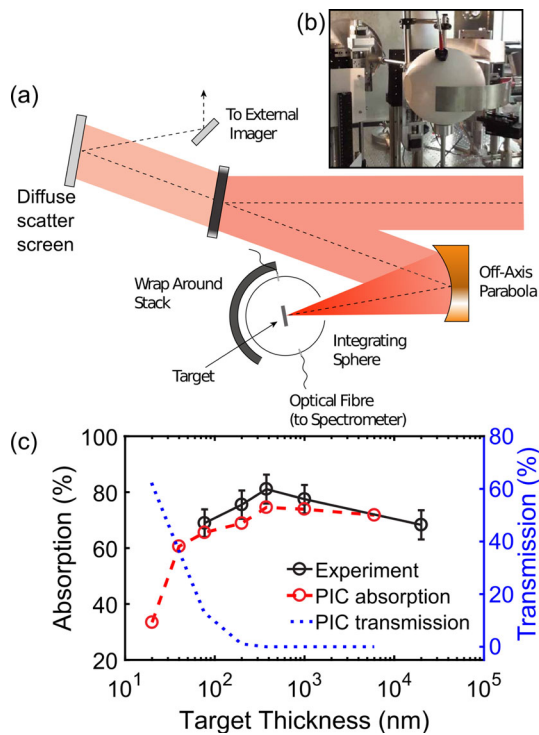 (b)
(a)
To External
Imager
Diffuse
scatter
screen
Wrap Around
Stack
Off-Axis
Parabola
Integrating
Sphere
Target
Optical Fibre
(to Spectrometer)
(c)
100
80
60
40
20
Absorption (%)
80
60
40
20
0
Transmission (%)
Experiment
PIC absorption
PIC transmission
10¹
10²
10³
10⁴
10⁵
Target Thickness (nm)